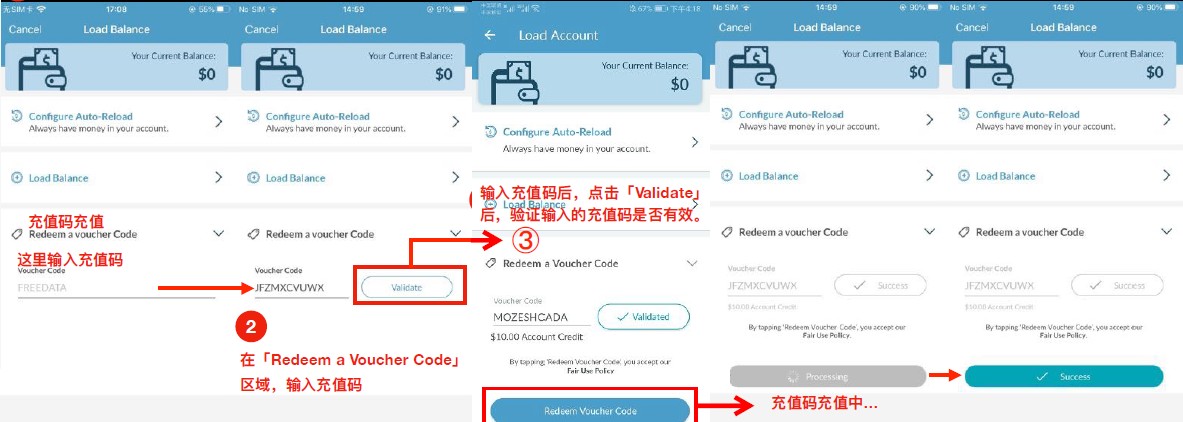 无SIM卡 17:08 55%
Cancel Load Balance
Your Current Balance:
$0
Configure Auto-Reload
Always have money in your account.
Load Balance
充值码充值
Redeem a voucher Code
这里输入充值码
Voucher Code
FREEDATA
No SIM 14:59 91%
Cancel Load Balance
Your Current Balance:
$0
Configure Auto-Reload
Always have money in your account.
Load Balance
Redeem a voucher Code
Voucher Code
JFZMXCVUWX
Validate
2
在「Redeem a Voucher Code」
区域，输入充值码
67% 下午4:18
Load Account
Your Current Balance:
$0
Configure Auto-Reload
Always have money in your account.
输入充值码后，点击「Validate」
Load Balance
后，验证输入的充值码是否有效。
③
Redeem a Voucher Code
Voucher Code
MOZESHCADA
Validated
$10.00 Account Credit
By tapping 'Redeem Voucher Code', you accept our
Fair Use Policy
Redeem Voucher Code
No SIM 14:59 90%
Cancel Load Balance
Your Current Balance:
$0
Configure Auto-Reload
Always have money in your account.
Load Balance
Redeem a voucher Code
Voucher Code
JFZMXCVUWX
Success
$10.00 Account Credit
By tapping 'Redeem Voucher Code', you accept our
Fair Use Policy.
Processing
充值码充值中...
No SIM 14:59 90%
Cancel Load Balance
Your Current Balance:
$0
Configure Auto-Reload
Always have money in your account.
Load Balance
Redeem a voucher Code
Voucher Code
JFZMXCVUWX
Success
$10.00 Account Credit
By tapping 'Redeem Voucher Code', you accept our
Fair Use Policy.
Success